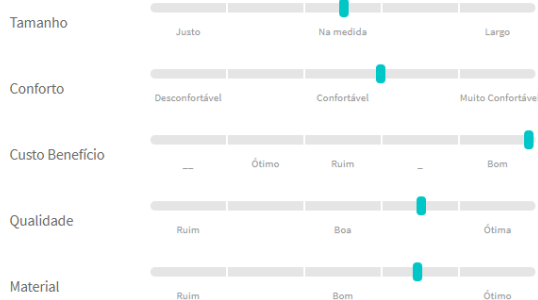 Tamanho
Justo Na medida Largo
Conforto
Desconfortável Confortável Muito Confortável
Custo Benefício
__ Ótimo Ruim _ Bom
Qualidade
Ruim Boa Ótima
Material
Ruim Bom Ótimo